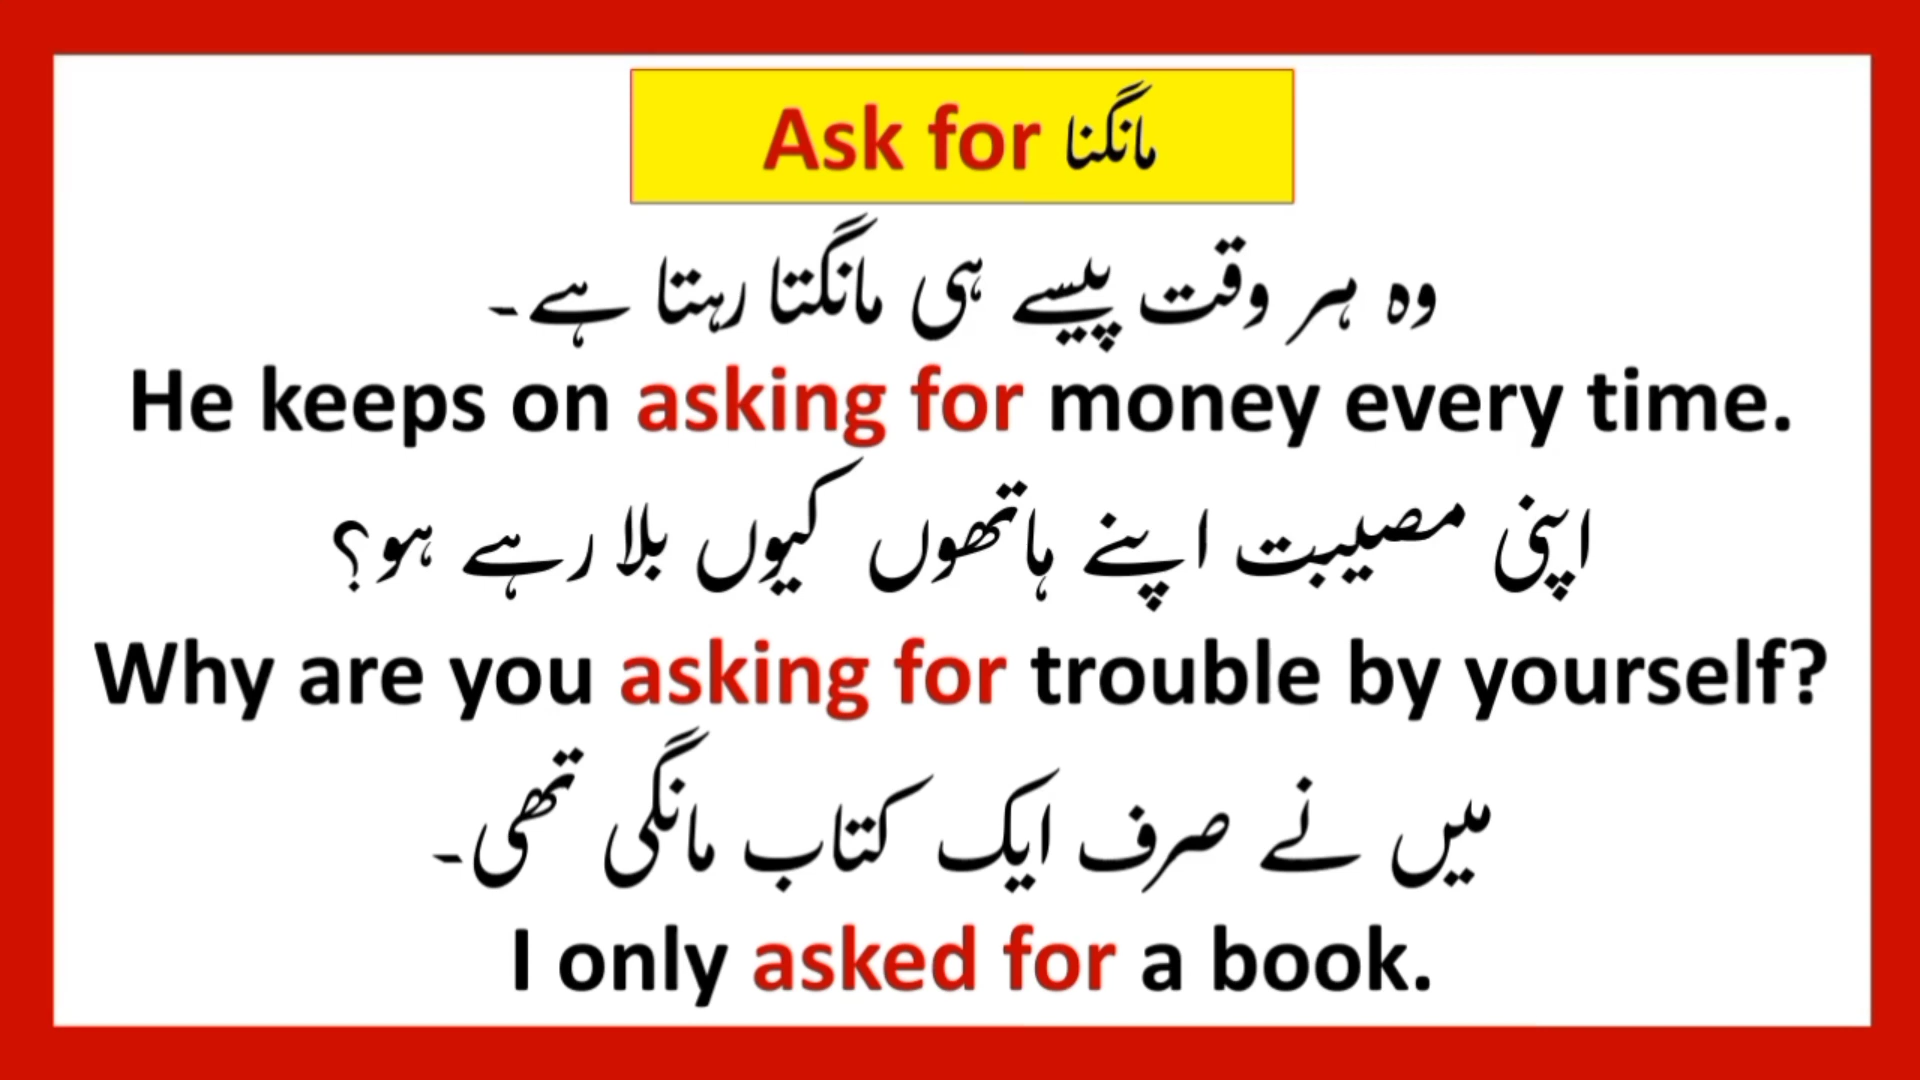 Ask for مانگنا
وہ ہر وقت پیسے ہی مانگتا رہتا ہے۔
He keeps on asking for money every time.
اپنی مصیبت اپنے ہاتھوں کیوں بلا رہے ہو؟
Why are you asking for trouble by yourself?
میں نے صرف ایک کتاب مانگی تھی۔
I only asked for a book.